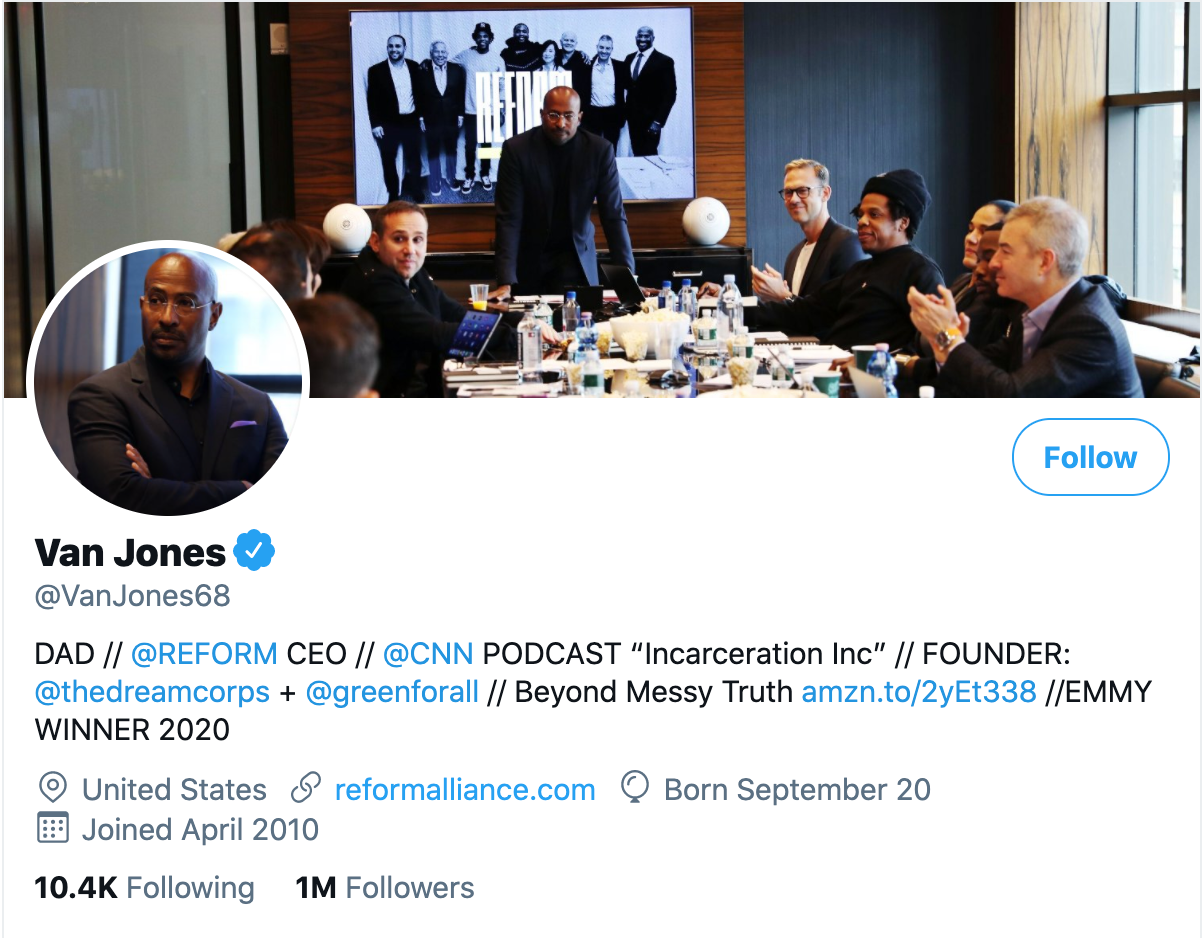 REFORM
Follow
Van Jones
@VanJones68
DAD // @REFORM CEO // @CNN PODCAST “Incarceration Inc” // FOUNDER:
@thedreamcorps + @greenforall // Beyond Messy Truth amzn.to/2yEt338 //EMMY
WINNER 2020
United States reformalliance.com Born September 20
Joined April 2010
10.4K Following 1M Followers